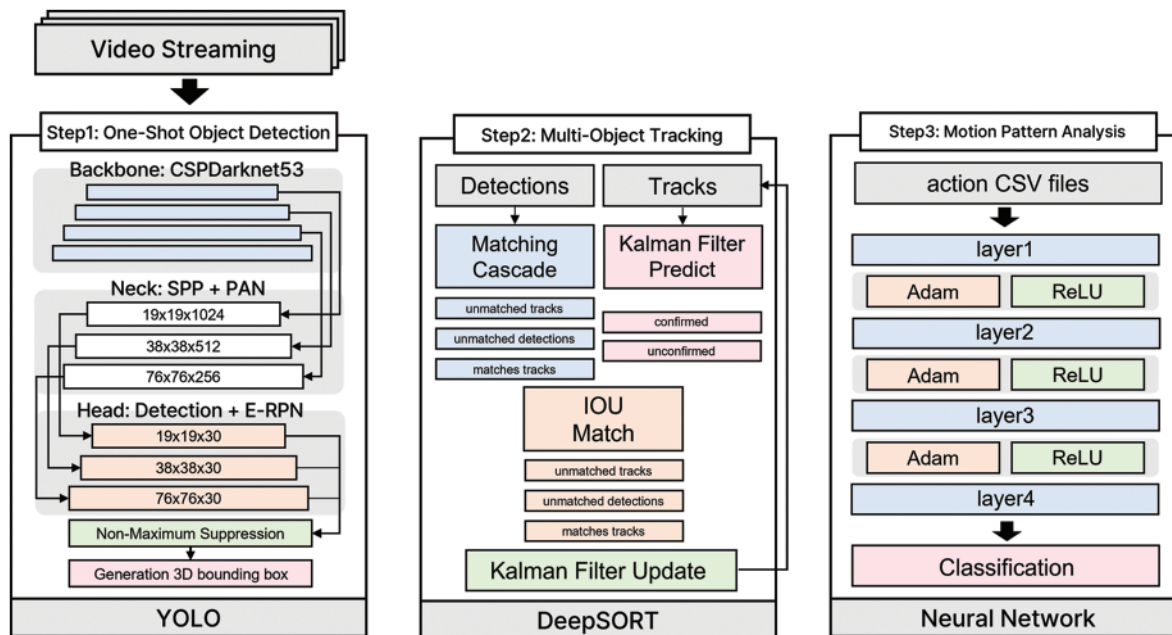 Video Streaming
Step1: One-Shot Object Detection
Backbone: CSPDarknet53
Neck: SPP + PAN
19x19x1024
38x38x512
76x76x256
Head: Detection + E-RPN
19x19x30
38x38x30
76x76x30
Non-Maximum Suppression
Generation 3D bounding box
YOLO
Step2: Multi-Object Tracking
Detections
Tracks
Matching
Cascade
Kalman Filter
Predict
unmatched tracks
unmatched detections
matches tracks
confirmed
unconfirmed
IOU
Match
unmatched tracks
unmatched detections
matches tracks
Kalman Filter Update
DeepSORT
Step3: Motion Pattern Analysis
action CSV files
layer1
Adam
ReLU
layer2
Adam
ReLU
layer3
Adam
ReLU
layer4
Classification
Neural Network